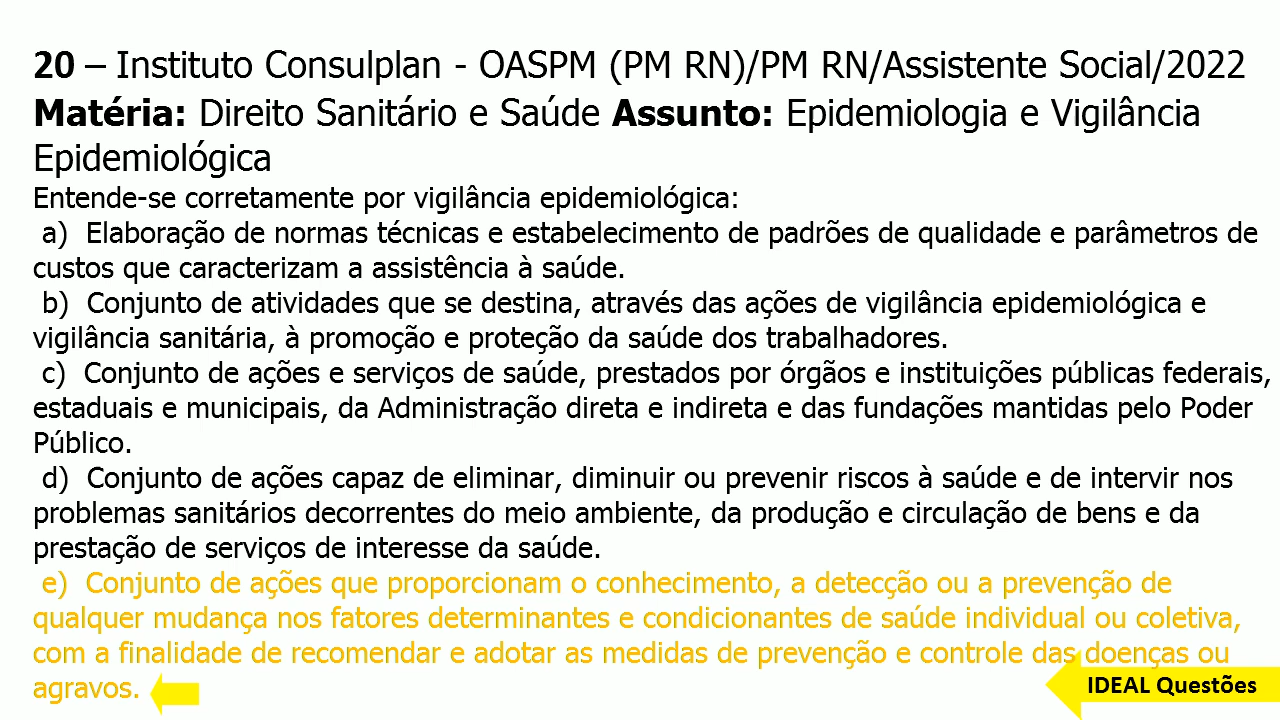 20 – Instituto Consulplan - OASPM (PM RN)/PM RN/Assistente Social/2022
Matéria: Direito Sanitário e Saúde Assunto: Epidemiologia e Vigilância
Epidemiológica
Entende-se corretamente por vigilância epidemiológica:
a) Elaboração de normas técnicas e estabelecimento de padrões de qualidade e parâmetros de
custos que caracterizam a assistência à saúde.
b) Conjunto de atividades que se destina, através das ações de vigilância epidemiológica e
vigilância sanitária, à promoção e proteção da saúde dos trabalhadores.
c) Conjunto de ações e serviços de saúde, prestados por órgãos e instituições públicas federais,
estaduais e municipais, da Administração direta e indireta e das fundações mantidas pelo Poder
Público.
d) Conjunto de ações capaz de eliminar, diminuir ou prevenir riscos à saúde e de intervir nos
problemas sanitários decorrentes do meio ambiente, da produção e circulação de bens e da
prestação de serviços de interesse da saúde.
e) Conjunto de ações que proporcionam o conhecimento, a detecção ou a prevenção de
qualquer mudança nos fatores determinantes e condicionantes de saúde individual ou coletiva,
com a finalidade de recomendar e adotar as medidas de prevenção e controle das doenças ou
agravos.
IDEAL Questões